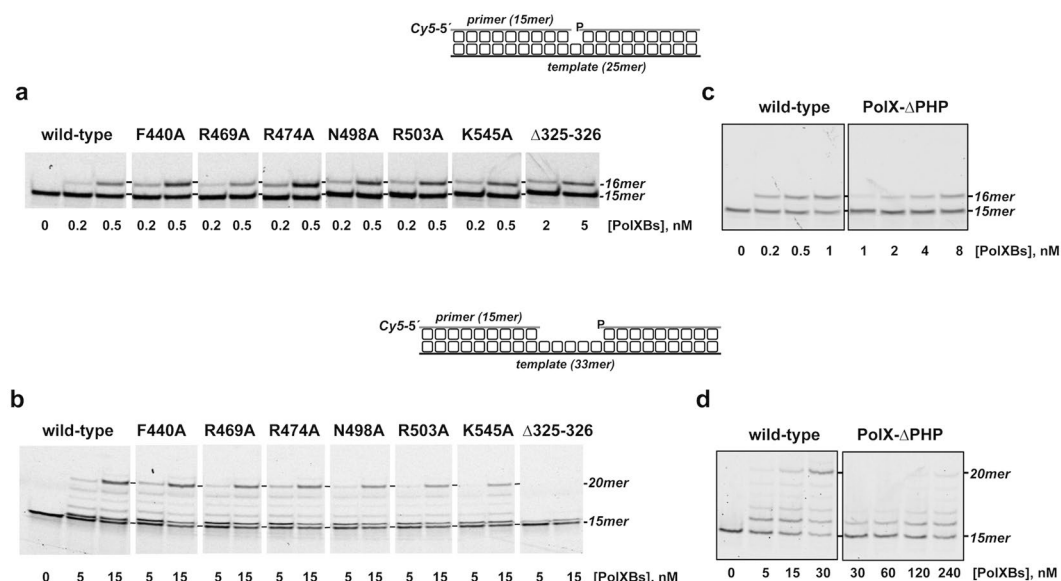 primer (15mer)
Cy5-5´ P
template (25mer)
a
wild-type F440A R469A R474A N498A R503A K545A Δ325-326
16mer
15mer
0 0.2 0.5 0.2 0.5 0.2 0.5 0.2 0.5 0.2 0.5 0.2 0.5 0.2 0.5 2 5 [PolXBs], nM
c
wild-type PolX-ΔPHP
16mer
15mer
0 0.2 0.5 1 1 2 4 8 [PolXBs], nM
primer (15mer)
Cy5-5´ P
template (33mer)
b
wild-type F440A R469A R474A N498A R503A K545A Δ325-326
20mer
15mer
0 5 15 5 15 5 15 5 15 5 15 5 15 5 15 5 15 [PolXBs], nM
d
wild-type PolX-ΔPHP
20mer
15mer
0 5 15 30 30 60 120 240 [PolXBs], nM